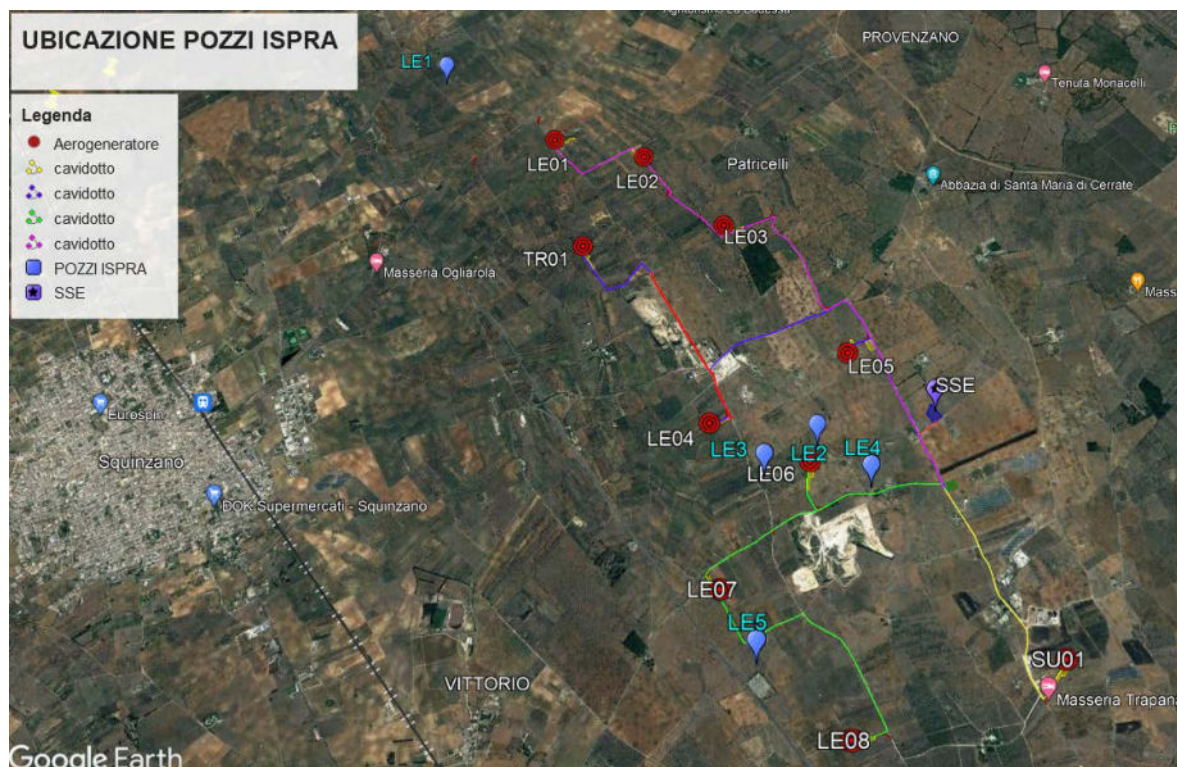 UBICAZIONE POZZI ISPRA
Legenda
Aerogeneratore
cavidotto
cavidotto
cavidotto
cavidotto
POZZI ISPRA
SSE
PROVENZANO
LE1
Tenuta Monacelli
LE01
LE02
Patricelli
Abbazia di Santa Maria di Cerrate
LE03
TR01
Masseria Ogliarola
Mass
LE05
SSE
Eurospin
LE04
LE3
LE2
LE4
LE06
Squinzano
DOK Supermercati - Squinzano
LE07
LE5
SU01
VITTORIO
Masseria Trapana
LE08
Google Earth